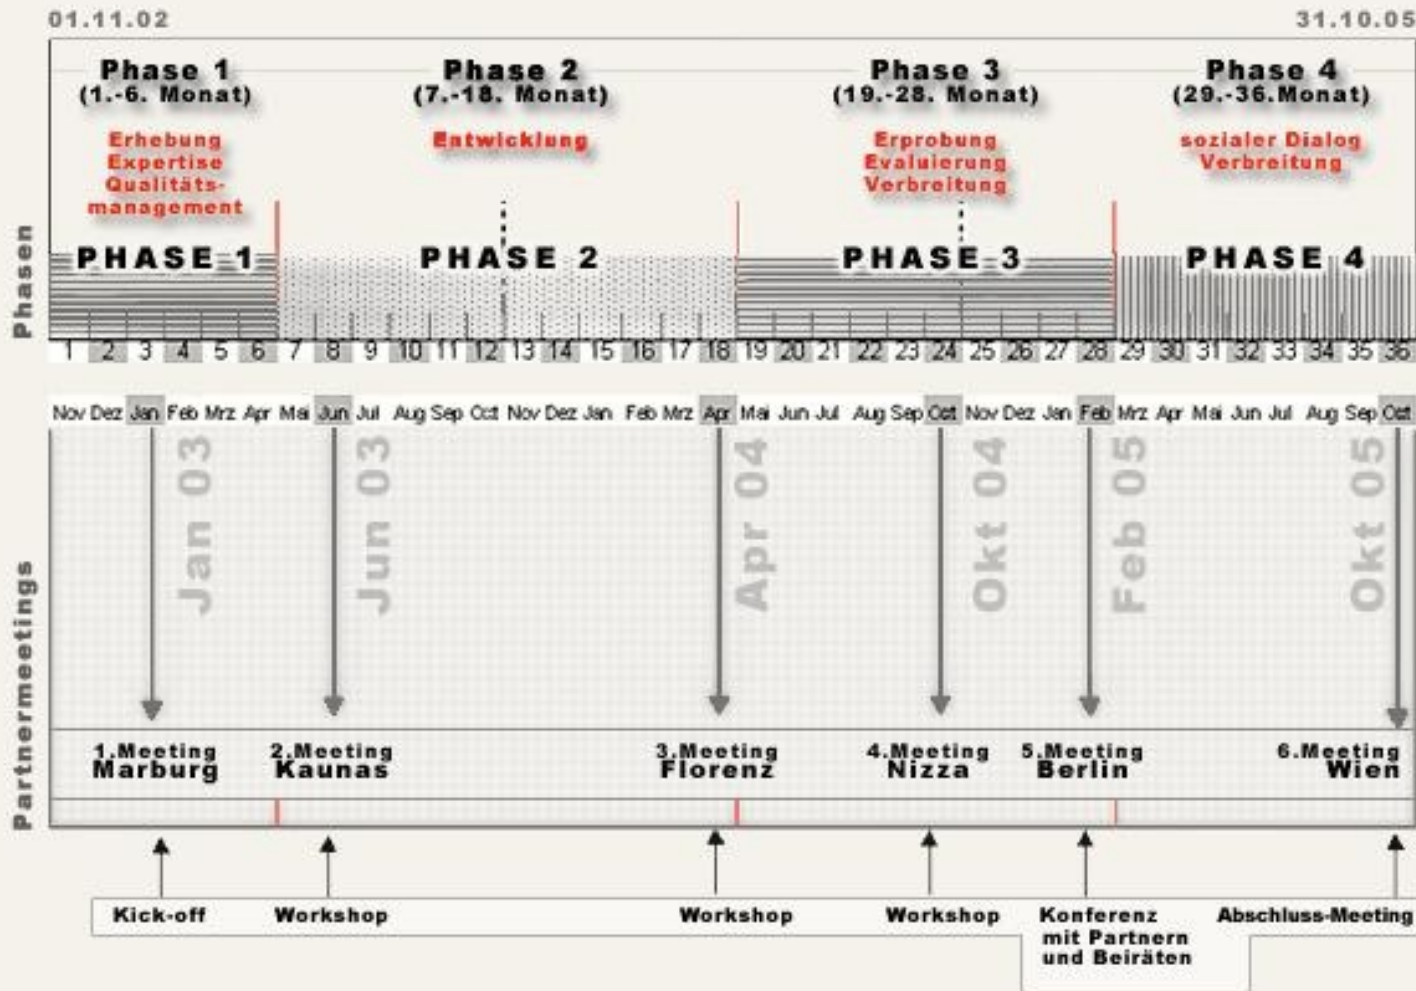 01.11.02 31.10.05
Phase 1 Phase 2 Phase 3 Phase 4
(1.-6. Monat) (7.-18. Monat) (19.-28. Monat) (29.-36.Monat)
Erhebung
Expertise
Qualitäts-
management
Entwicklung
Erprobung
Evaluierung
Verbreitung
sozialer Dialog
Verbreitung
Phasen
PHASE 1 PHASE 2 PHASE 3 PHASE 4
1 2 3 4 5 6 7 8 9 10 11 12 13 14 15 16 17 18 19 20 21 22 23 24 25 26 27 28 29 30 31 32 33 34 35 36
Nov Dez Jan Feb Mrz Apr Mai Jun Jul Aug Sep Oct Nov Dez Jan Feb Mrz Apr Mai Jun Jul Aug Sep Oct Nov Dez Jan Feb Mrz Apr Mai Jun Jul Aug Sep Oct
Jan 03
Jun 03
Apr 04
Okt 04
Feb 05
Okt 05
Partnermeetings
1.Meeting 2.Meeting 3.Meeting 4.Meeting 5.Meeting 6.Meeting
Marburg Kaunas Florenz Nizza Berlin Wien
Kick-off
Workshop
Workshop
Workshop
Konferenz
mit Partnern
und Beiräten
Abschluss-Meeting